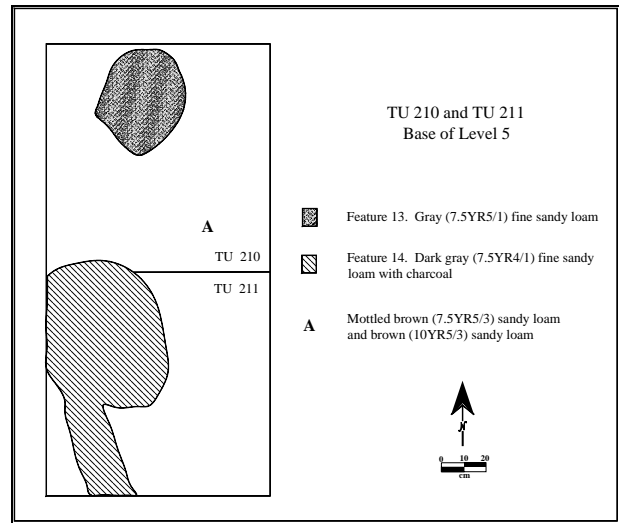 TU 210 and TU 211
Base of Level 5
Feature 13. Gray (7.5YR5/1) fine sandy loam
Feature 14. Dark gray (7.5YR4/1) fine sandy
loam with charcoal
A
Mottled brown (7.5YR5/3) sandy loam
and brown (10YR5/3) sandy loam
A
TU 210
TU 211
N
0 10 20
cm